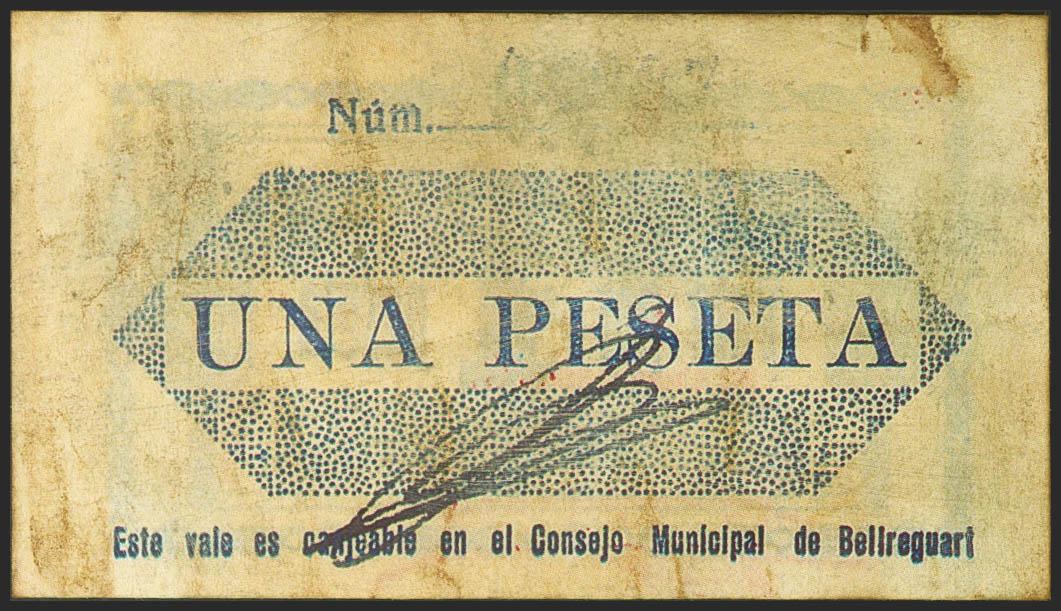 Núm.
UNA PESETA
Este vale es canjeable en el Consejo Municipal de Bellreguart